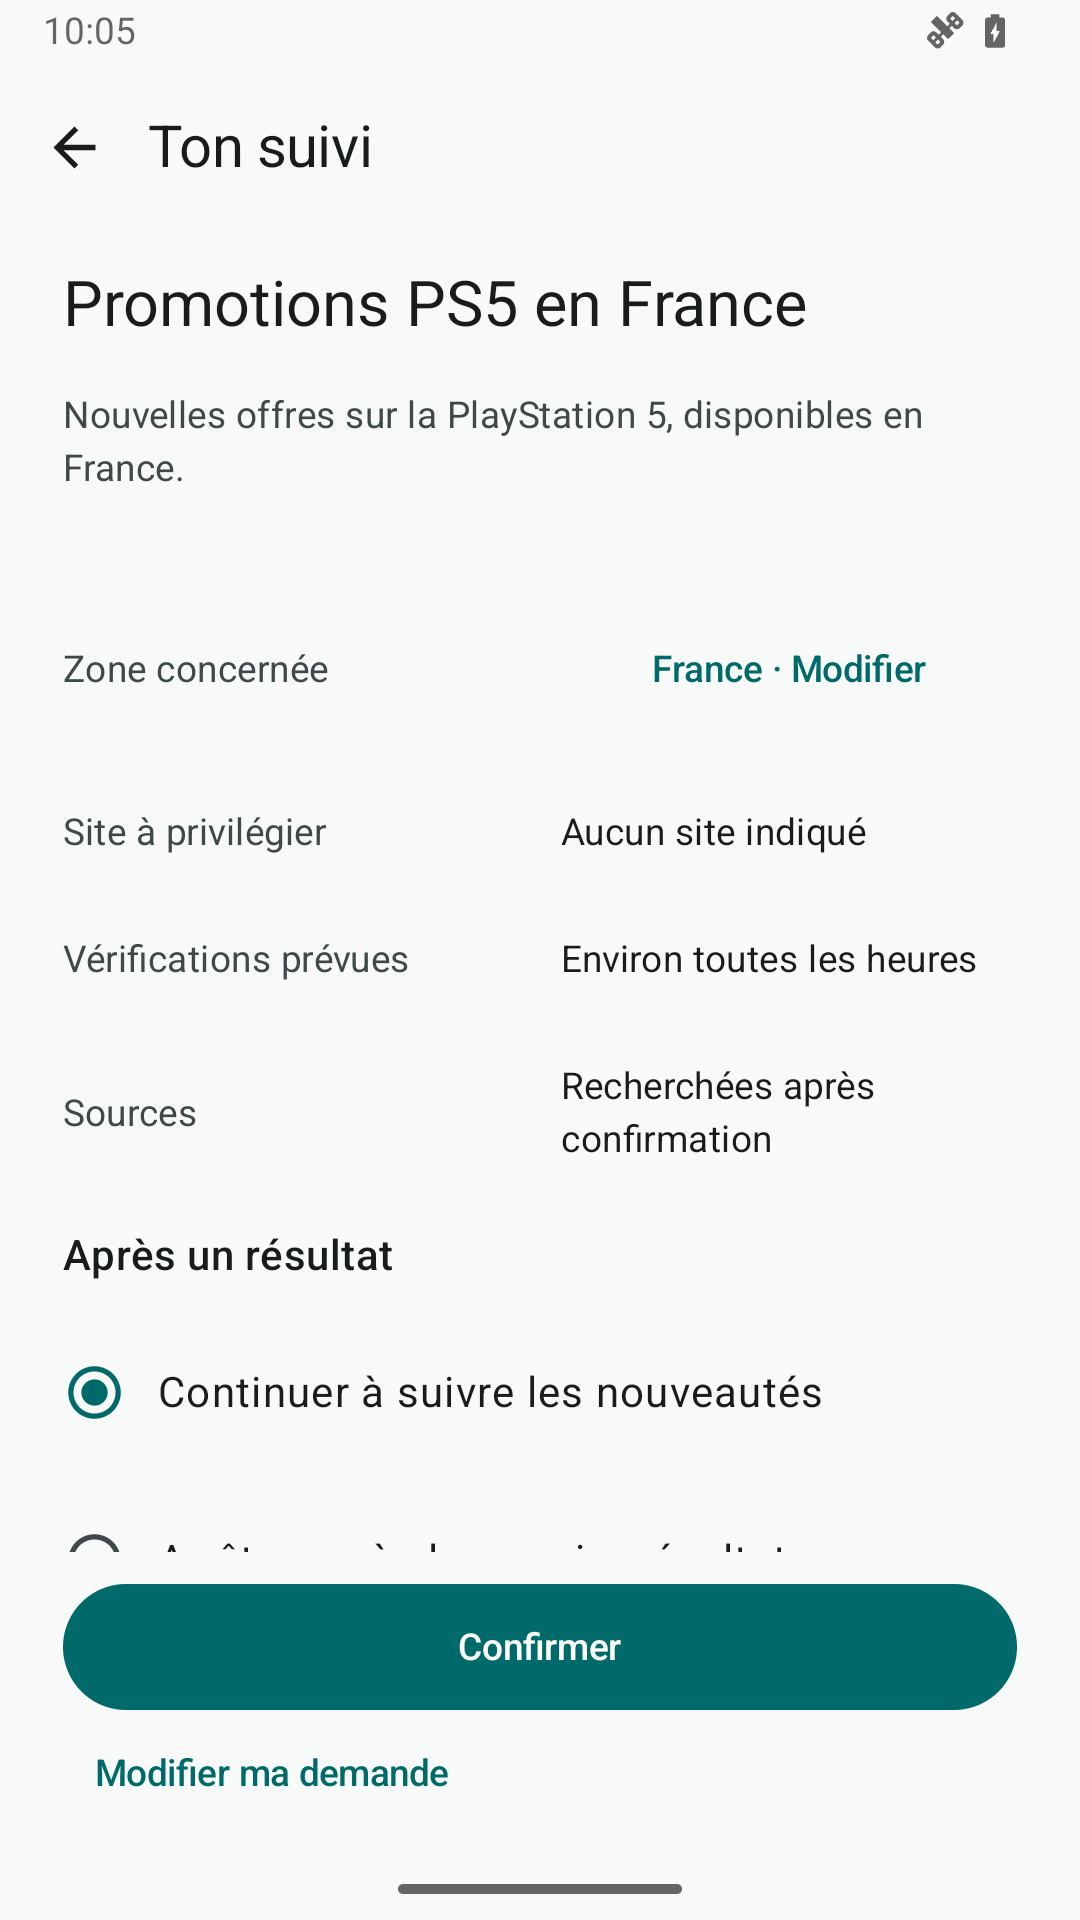 10:05
Ton suivi
Promotions PS5 en France
Nouvelles offres sur la PlayStation 5, disponibles en
France.
Zone concernée
France · Modifier
Site à privilégier
Aucun site indiqué
Vérifications prévues
Environ toutes les heures
Sources
Recherchées après
confirmation
Après un résultat
Continuer à suivre les nouveautés
Confirmer
Modifier ma demande